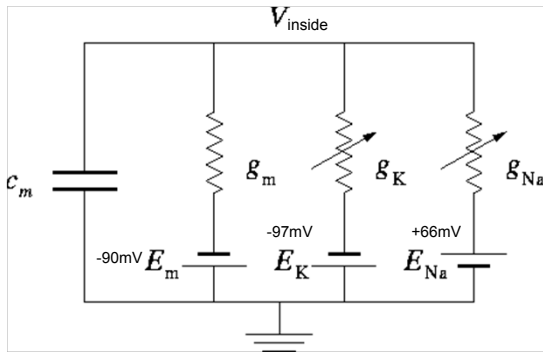 V inside
c m
g m
g K
g Na
-90mV E m
-97mV E K
+66mV E Na